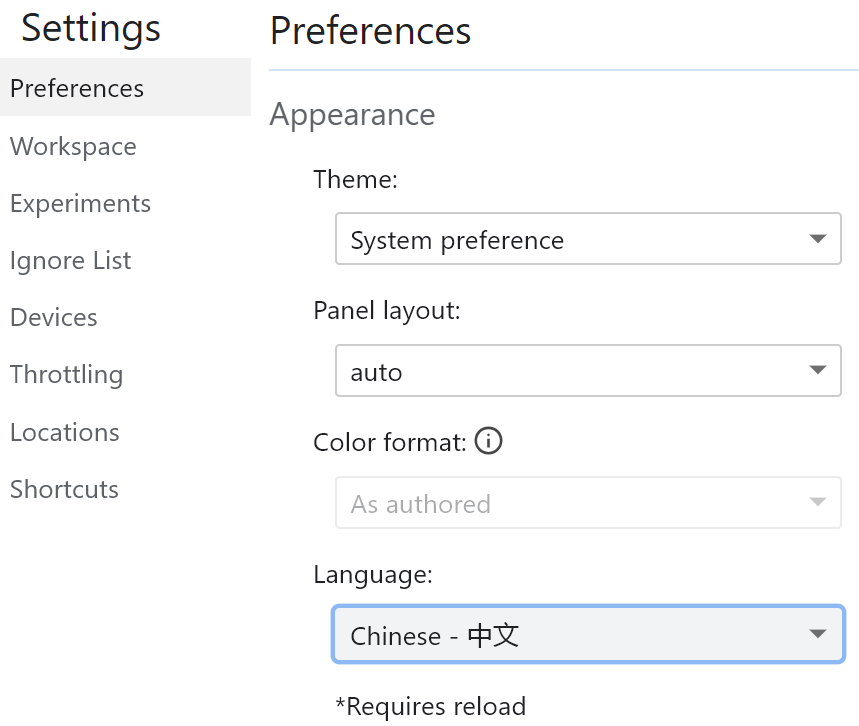 Settings
Preferences
Workspace
Experiments
Ignore List
Devices
Throttling
Locations
Shortcuts
Preferences
Appearance
Theme:
System preference
Panel layout:
auto
Color format:
As authored
Language:
Chinese - 中文
*Requires reload